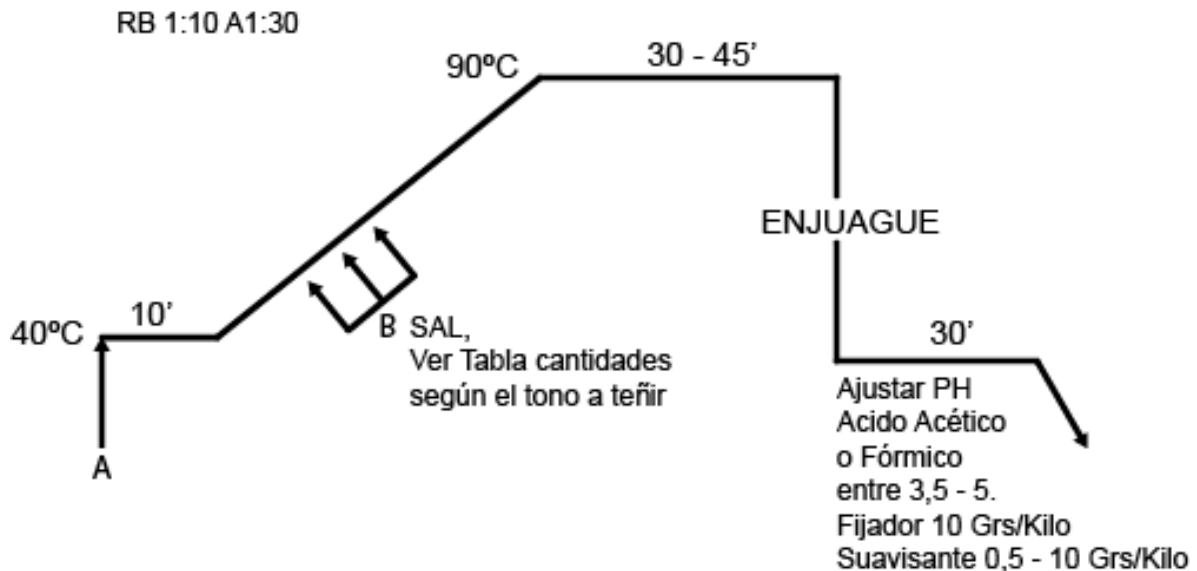 RB 1:10 A1:30
90ºC
30 - 45’
ENJUAGUE
40ºC
10’
B SAL,
Ver Tabla cantidades
según el tono a teñir
A
30’
Ajustar PH
Acido Acético
o Fórmico
entre 3,5 - 5.
Fijador 10 Grs/Kilo
Suavisante 0,5 - 10 Grs/Kilo